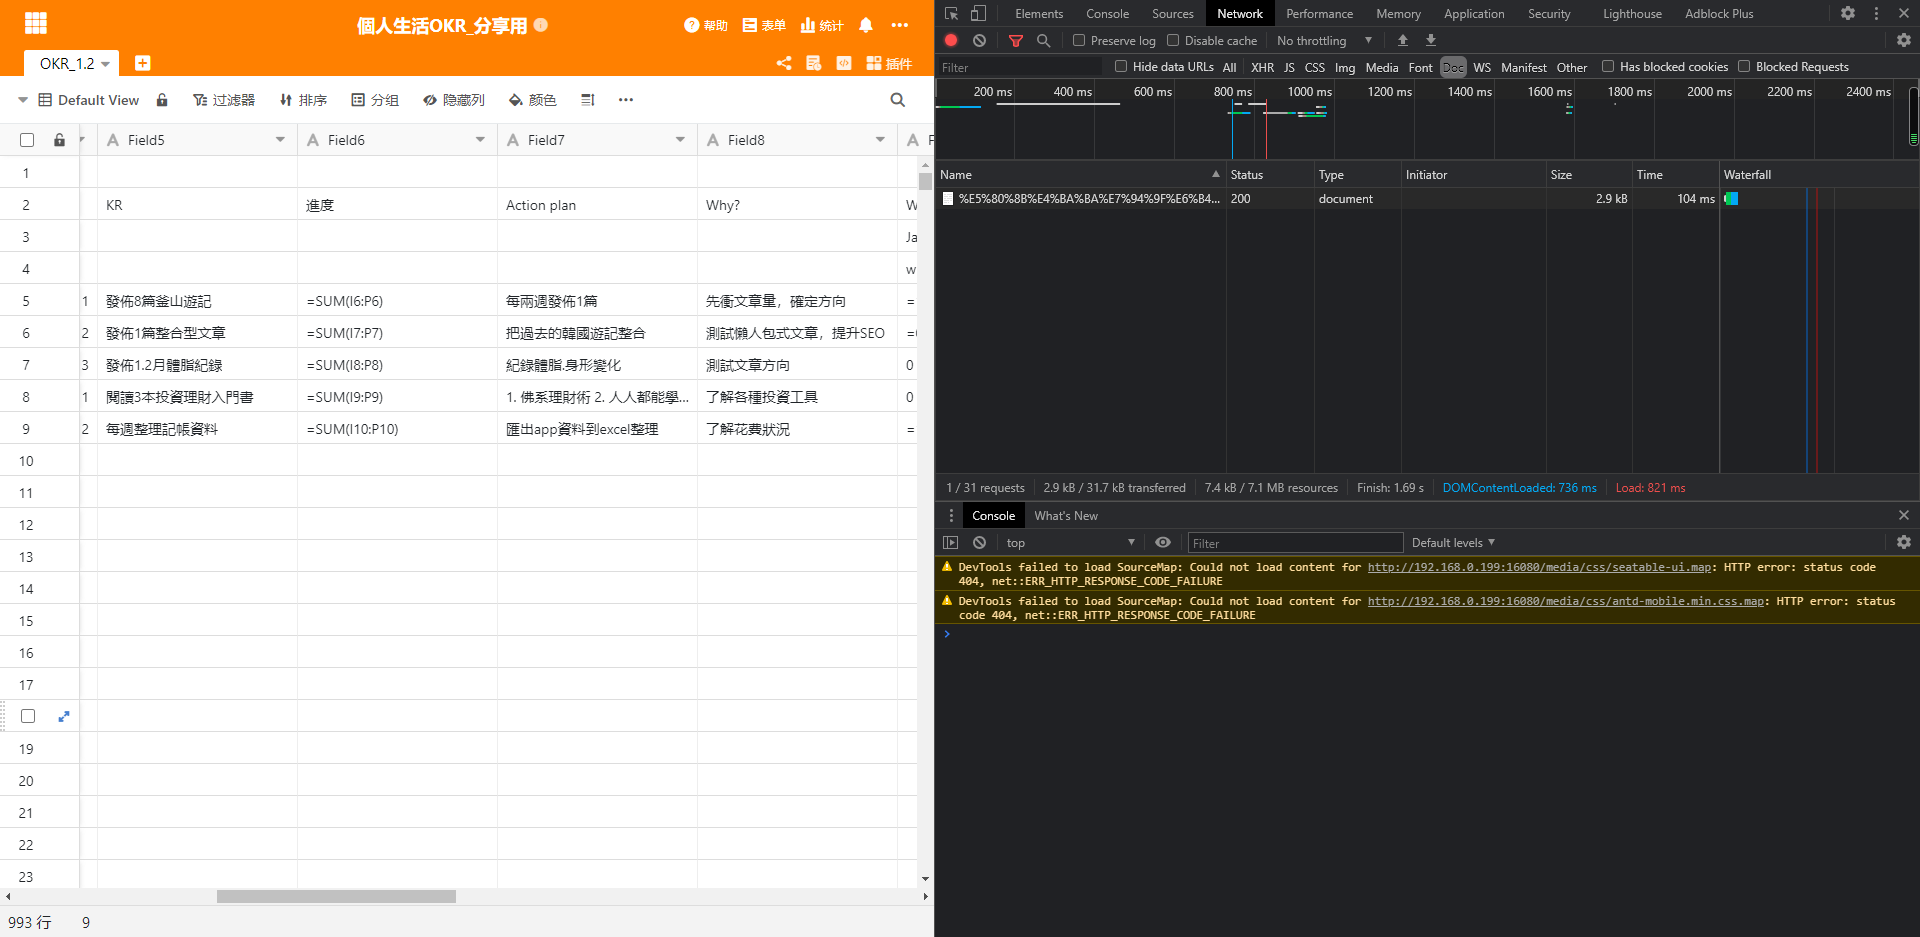 個人生活OKR_分享用
帮助
表单
统计
OKR_1.2
插件
Default View
过滤器
排序
分组
隐藏列
颜色
Field5
Field6
Field7
Field8
1
2
KR
進度
Action plan
Why?
W
3
Ja
4
w
5
1
發佈8篇釜山遊記
=SUM(I6:P6)
每兩週發佈1篇
先衝文章量，確定方向
=
6
2
發佈1篇整合型文章
=SUM(I7:P7)
把過去的韓國遊記整合
測試懶人包式文章，提升SEO
7
3
發佈1.2月體脂紀錄
=SUM(I8:P8)
紀錄體脂.身形變化
測試文章方向
0
8
1
閱讀3本投資理財入門書
=SUM(I9:P9)
1. 佛系理財術 2. 人人都能學...
了解各種投資工具
0
9
2
每週整理記帳資料
=SUM(I10:P10)
匯出app資料到excel整理
了解花費狀況
=
10
11
12
13
14
15
16
17
19
20
21
22
23
993 行
9
Elements
Console
Sources
Network
Performance
Memory
Application
Security
Lighthouse
Adblock Plus
Preserve log
Disable cache
No throttling
Filter
Hide data URLs
All
XHR
JS
CSS
Img
Media
Font
Doc
WS
Manifest
Other
Has blocked cookies
Blocked Requests
200 ms
400 ms
600 ms
800 ms
1000 ms
1200 ms
1400 ms
1600 ms
1800 ms
2000 ms
2200 ms
2400 ms
Name
Status
Type
Initiator
Size
Time
Waterfall
%E5%80%8B%E4%BA%BA%E7%94%9F%E6%B4...
200
document
2.9 kB
104 ms
1 / 31 requests
2.9 kB / 31.7 kB transferred
7.4 kB / 7.1 MB resources
Finish: 1.69 s
DOMContentLoaded: 736 ms
Load: 821 ms
Console
What's New
top
Filter
Default levels
DevTools failed to load SourceMap: Could not load content for http://192.168.0.199:16080/media/css/seatable-ui.map: HTTP error: status code
404, net::ERR_HTTP_RESPONSE_CODE_FAILURE
DevTools failed to load SourceMap: Could not load content for http://192.168.0.199:16080/media/css/antd-mobile.min.css.map: HTTP error: status
code 404, net::ERR_HTTP_RESPONSE_CODE_FAILURE